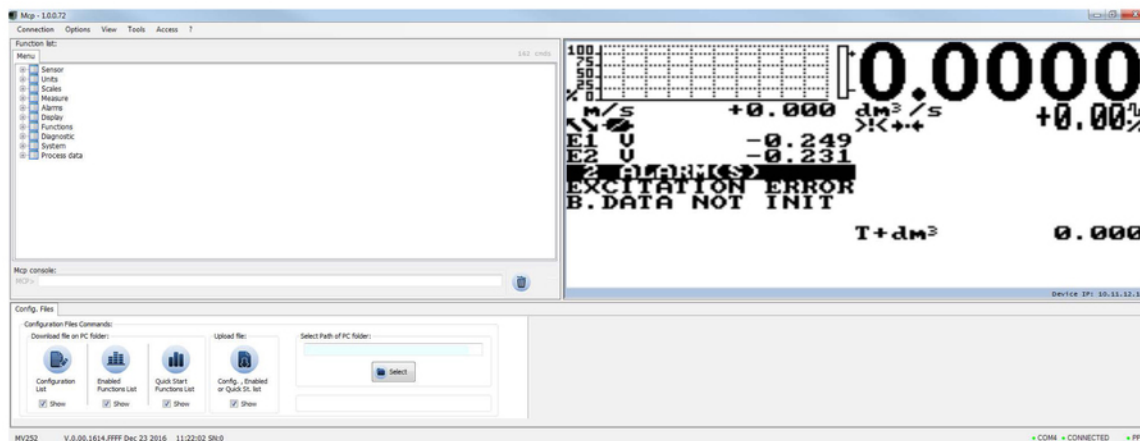 Mcp - 1.0.0.72
Connection Options View Tools Access ?
Function list:
162 cmds
Menu
Sensor
Units
Scales
Measure
Alarms
Display
Functions
Diagnostic
System
Process data
Mcp console:
MCP>
100
75
50
25
% 0
0.0000
m/s +0.000 dm³/s +0.00%
E1 V -0.249
E2 V -0.231
2 ALARM(S)
EXCITATION ERROR
B.DATA NOT INIT
T+dm³ 0.000
Device IP: 10.11.12.1
Config. Files
Configuration Files Commands:
Download file on PC folder:
Upload file:
Select Path of PC folder:
Configuration List
Enabled Functions List
Quick Start Functions List
Config. , Enabled or Quick St. list
Select
Show
Show
Show
Show
MV252 V.0.00.1614.FFFF Dec 23 2016 11:22:02 SN:0
COM4 CONNECTED